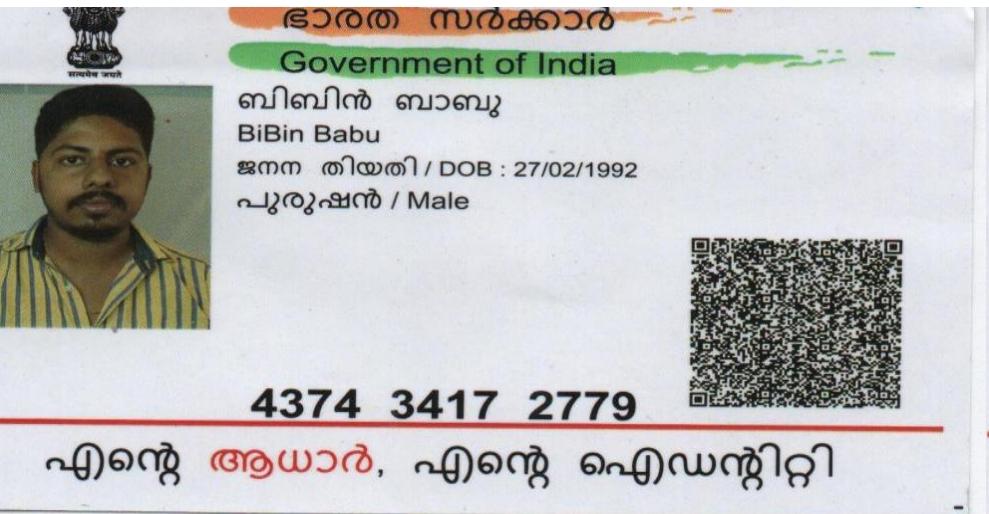 ഭാരത സർക്കാർ
Government of India
सत्यमेव जयते
ബിബിൻ ബാബു
BiBin Babu
ജനന തിയതി / DOB : 27/02/1992
പുരുഷൻ / Male
4374 3417 2779
എന്റെ ആധാർ, എന്റെ ഐഡന്റിറ്റി